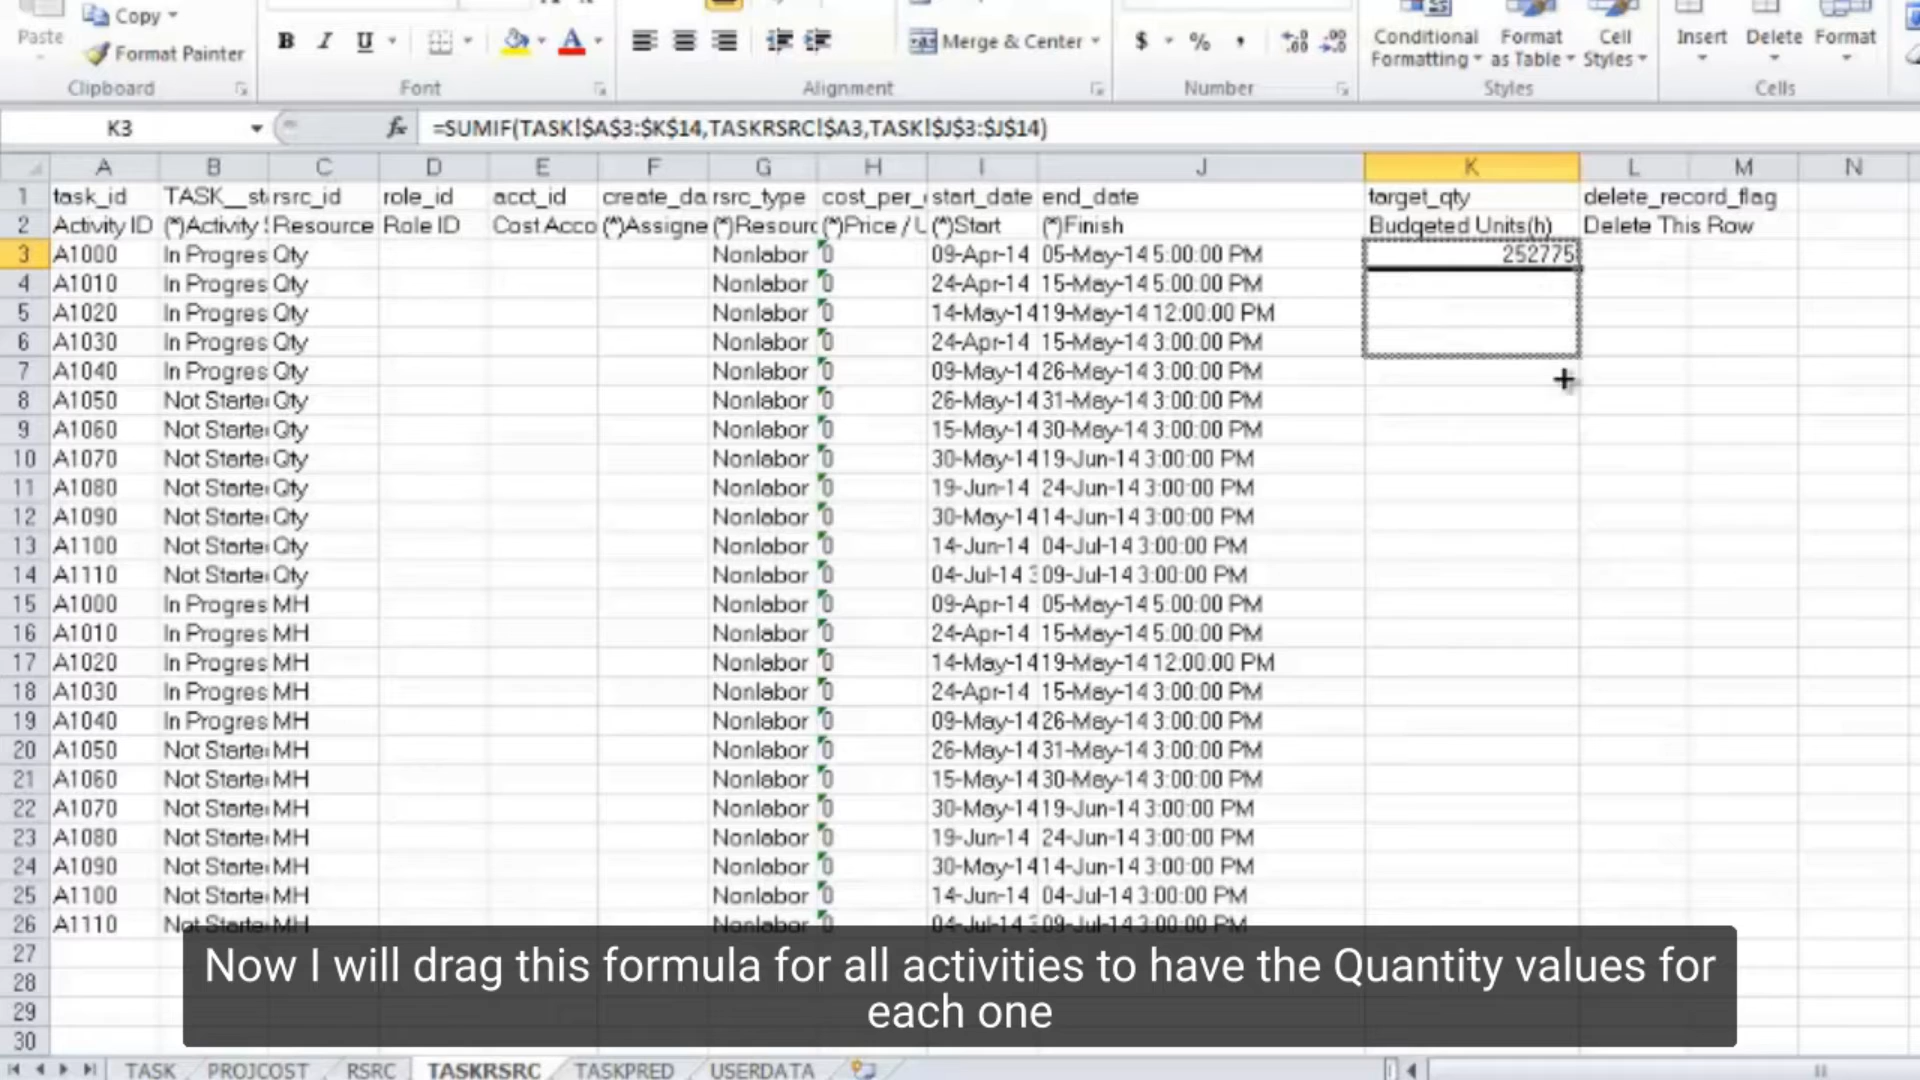 Paste
Copy
Format Painter
B I U A
Merge & Center
$ % ,
Conditional Formatting
Format as Table
Cell Styles
Insert Delete Format
Clipboard Font Alignment Number Styles Cells
K3 fx =SUMIF(TASK!$A$3:$K$14,TASKRSRC!$A3,TASK!$J$3:$J$14)
A B C D E F G H I J K L M N
1 task_id TASK__st rsrc_id role_id acct_id create_da rsrc_type cost_per_ start_date end_date target_qty delete_record_flag
2 Activity ID (*)Activity Resource Role ID Cost Acco (*)Assigne (*)Resourc (*)Price / U (*)Start (*)Finish Budgeted Units(h) Delete This Row
3 A1000 In Progres Qty Nonlabor 0 09-Apr-14 05-May-14 5:00:00 PM 252775
4 A1010 In Progres Qty Nonlabor 0 24-Apr-14 15-May-14 5:00:00 PM
5 A1020 In Progres Qty Nonlabor 0 14-May-14 19-May-14 12:00:00 PM
6 A1030 In Progres Qty Nonlabor 0 24-Apr-14 15-May-14 3:00:00 PM
7 A1040 In Progres Qty Nonlabor 0 09-May-14 26-May-14 3:00:00 PM
8 A1050 Not Starte Qty Nonlabor 0 26-May-14 31-May-14 3:00:00 PM
9 A1060 Not Starte Qty Nonlabor 0 15-May-14 30-May-14 3:00:00 PM
10 A1070 Not Starte Qty Nonlabor 0 30-May-14 19-Jun-14 3:00:00 PM
11 A1080 Not Starte Qty Nonlabor 0 19-Jun-14 24-Jun-14 3:00:00 PM
12 A1090 Not Starte Qty Nonlabor 0 30-May-14 14-Jun-14 3:00:00 PM
13 A1100 Not Starte Qty Nonlabor 0 14-Jun-14 04-Jul-14 3:00:00 PM
14 A1110 Not Starte Qty Nonlabor 0 04-Jul-14 09-Jul-14 3:00:00 PM
15 A1000 In Progres MH Nonlabor 0 09-Apr-14 05-May-14 5:00:00 PM
16 A1010 In Progres MH Nonlabor 0 24-Apr-14 15-May-14 5:00:00 PM
17 A1020 In Progres MH Nonlabor 0 14-May-14 19-May-14 12:00:00 PM
18 A1030 In Progres MH Nonlabor 0 24-Apr-14 15-May-14 3:00:00 PM
19 A1040 In Progres MH Nonlabor 0 09-May-14 26-May-14 3:00:00 PM
20 A1050 Not Starte MH Nonlabor 0 26-May-14 31-May-14 3:00:00 PM
21 A1060 Not Starte MH Nonlabor 0 15-May-14 30-May-14 3:00:00 PM
22 A1070 Not Starte MH Nonlabor 0 30-May-14 19-Jun-14 3:00:00 PM
23 A1080 Not Starte MH Nonlabor 0 19-Jun-14 24-Jun-14 3:00:00 PM
24 A1090 Not Starte MH Nonlabor 0 30-May-14 14-Jun-14 3:00:00 PM
25 A1100 Not Starte MH Nonlabor 0 14-Jun-14 04-Jul-14 3:00:00 PM
26 A1110 Not Starte MH Nonlabor 0 04-Jul-14 09-Jul-14 3:00:00 PM
27
28
29
30
Now I will drag this formula for all activities to have the Quantity values for
each one
TASK PROJCOST RSRC TASKRSRC TASKPRED USERDATA